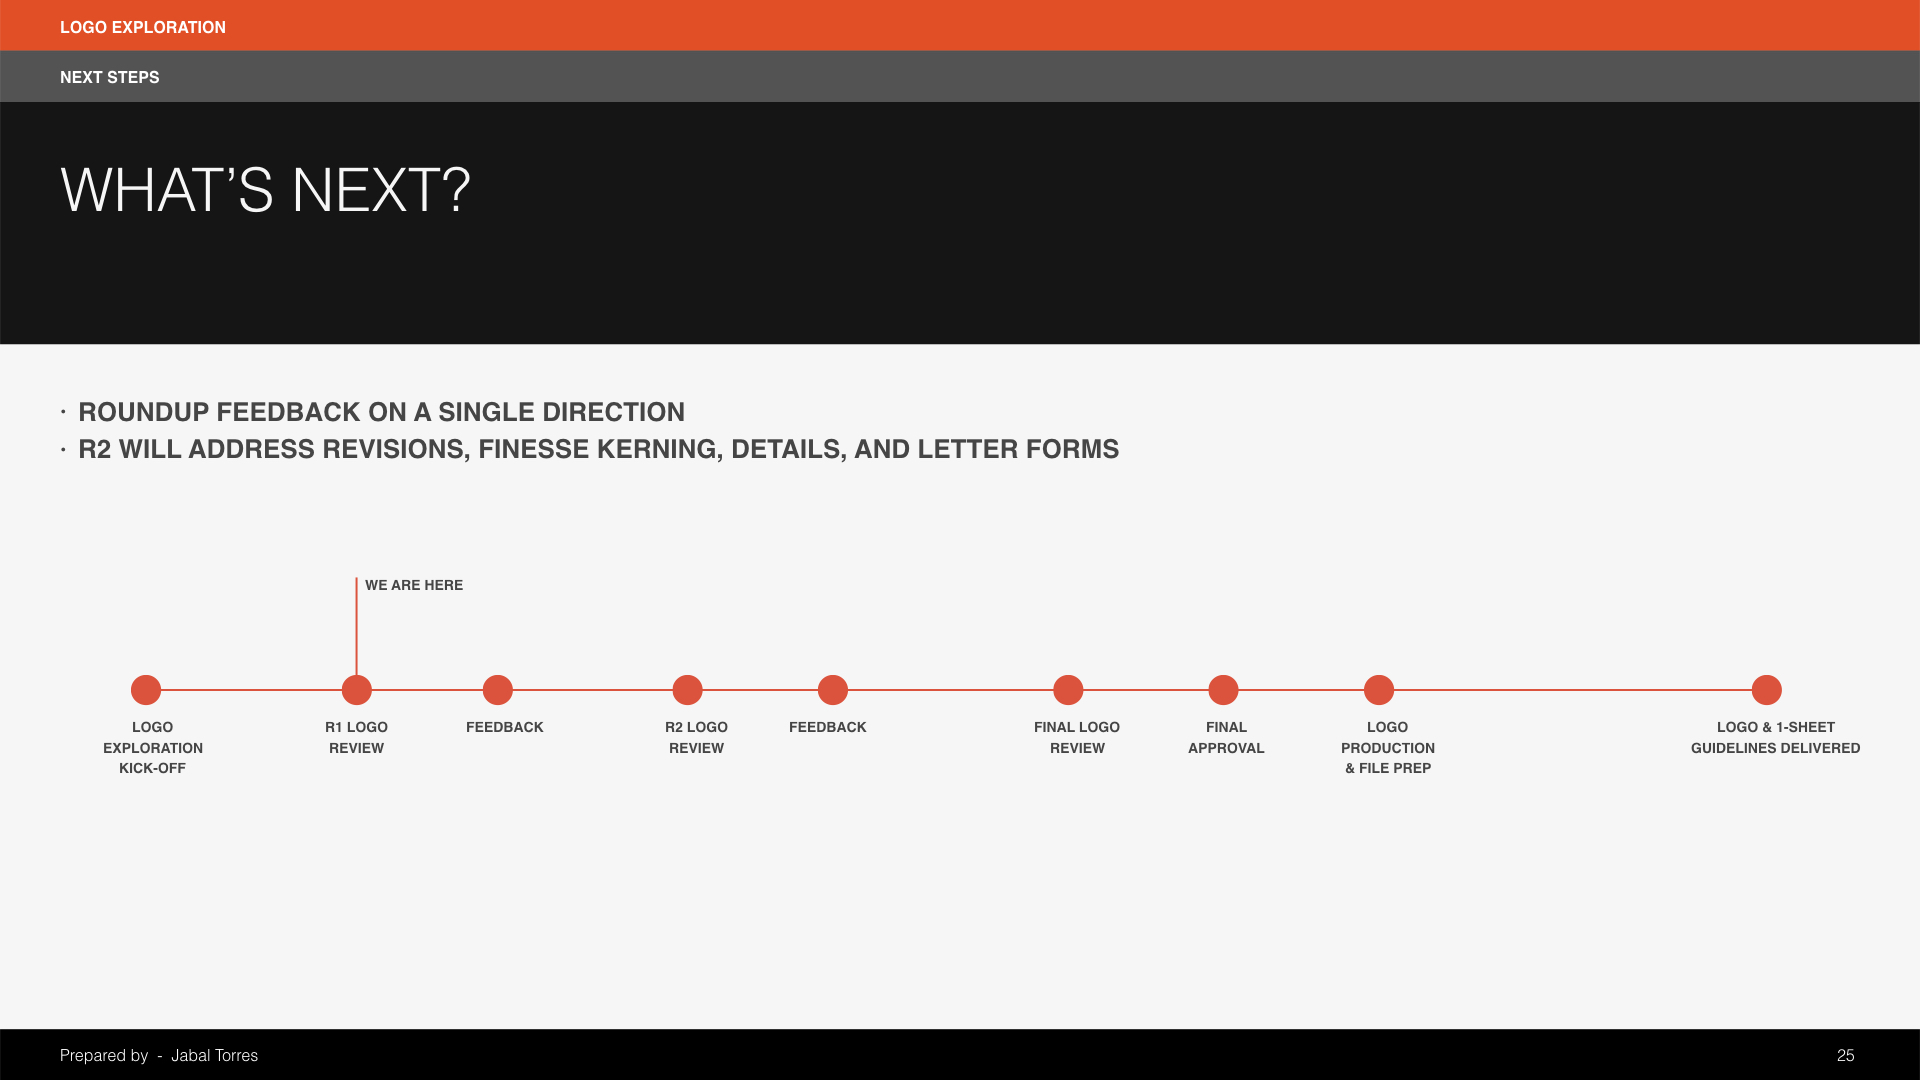 LOGO EXPLORATION
NEXT STEPS
WHAT’S NEXT?
· ROUNDUP FEEDBACK ON A SINGLE DIRECTION
· R2 WILL ADDRESS REVISIONS, FINESSE KERNING, DETAILS, AND LETTER FORMS
WE ARE HERE
LOGO
EXPLORATION
KICK-OFF
R1 LOGO
REVIEW
FEEDBACK
R2 LOGO
REVIEW
FEEDBACK
FINAL LOGO
REVIEW
FINAL
APPROVAL
LOGO
PRODUCTION
& FILE PREP
LOGO & 1-SHEET
GUIDELINES DELIVERED
Prepared by - Jabal Torres
25